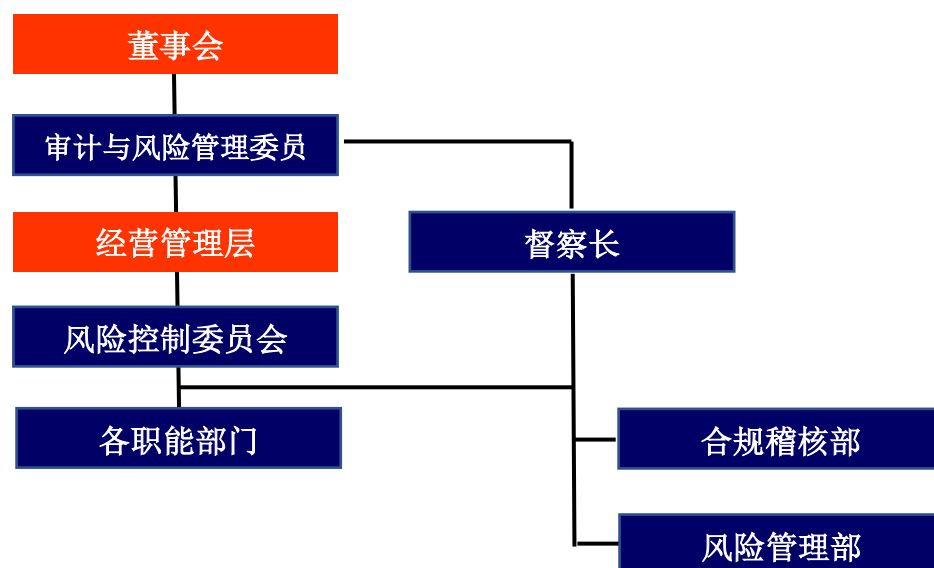 董事会
审计与风险管理委员
经营管理层
督察长
风险控制委员会
各职能部门
合规稽核部
风险管理部